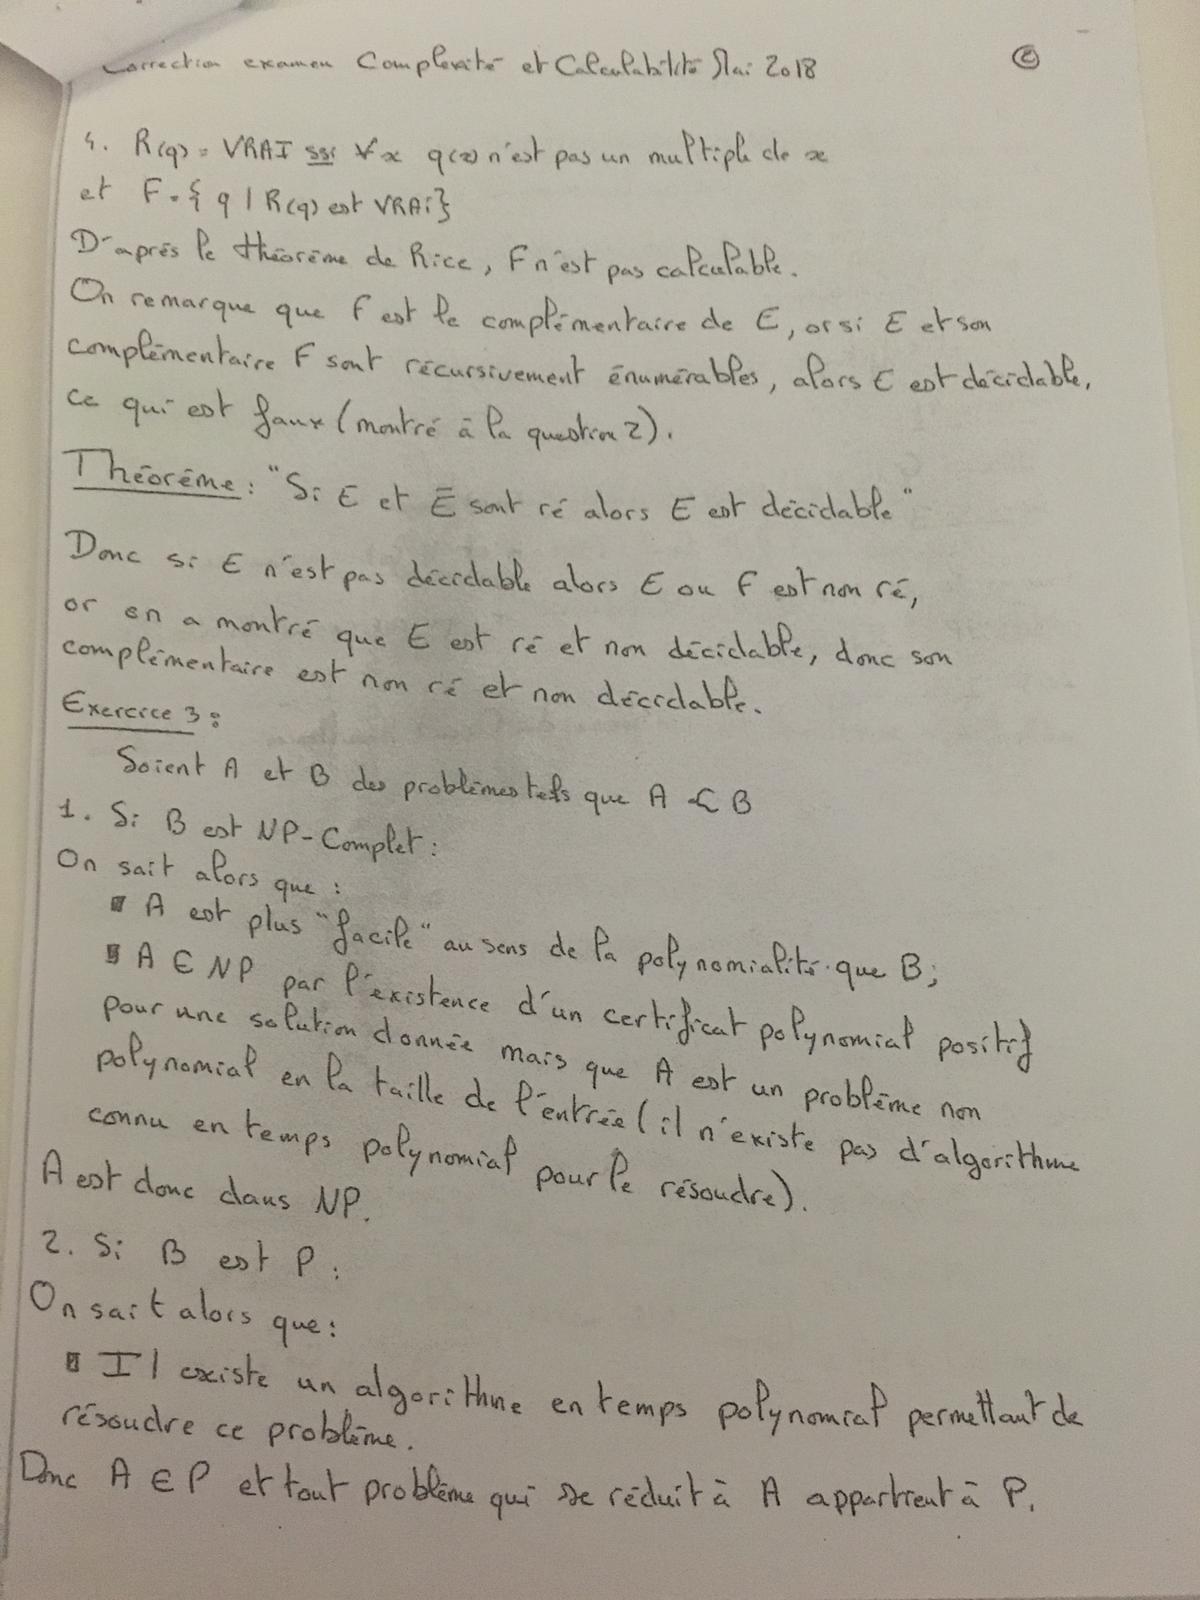 Correction examen Complexité et Calculabilité Mai 2018 ②
4. R(q) = VRAI ssi ∀x q(x) n'est pas un multiple de x
et F = { q | R(q) est VRAI}
D'après le théorème de Rice, F n'est pas calculable.
On remarque que F est le complémentaire de E, or si E et son
complémentaire F sont récursivement énumérables, alors E est décidable,
ce qui est faux (montré à la question 2).
Théorème : "Si E et Ē sont ré alors E est décidable"
Donc si E n'est pas décidable alors E ou F est non ré,
or on a montré que E est ré et non décidable, donc son
complémentaire est non ré et non décidable.
Exercice 3 :
Soient A et B des problèmes tels que A ≤ B
1. Si B est NP-Complet :
On sait alors que :
▪ A est plus "facile" au sens de la polynomialité que B;
▪ A ∈ NP par l'existence d'un certificat polynomial positif
pour une solution donnée mais que A est un problème non
polynomial en la taille de l'entrée (il n'existe pas d'algorithme
connu en temps polynomial pour le résoudre).
A est donc dans NP.
2. Si B est P :
On sait alors que :
▪ Il existe un algorithme en temps polynomial permettant de
résoudre ce problème.
Donc A ∈ P et tout problème qui se réduit à A appartient à P.